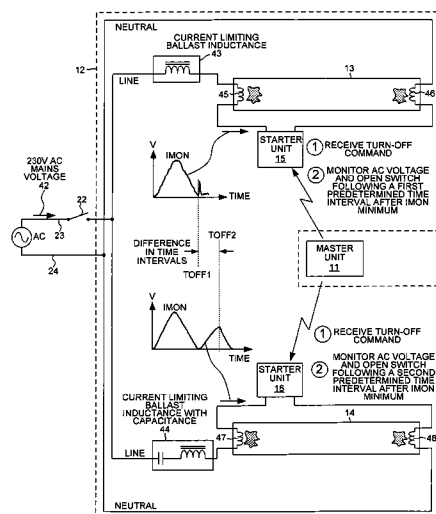 NEUTRAL
12
CURRENT LIMITING
BALLAST INDUCTANCE
43
LINE
13
45
46
STARTER
UNIT
15
1 RECEIVE TURN-OFF
COMMAND
2 MONITOR AC VOLTAGE
AND OPEN SWITCH
FOLLOWING A FIRST
PREDETERMINED TIME
INTERVAL AFTER IMON
MINIMUM
V
IMON
TIME
230V AC
MAINS
VOLTAGE
42
22
23
AC
24
DIFFERENCE
IN TIME
INTERVALS
TOFF1
TOFF2
MASTER
UNIT
11
V
IMON
TIME
1 RECEIVE TURN-OFF
COMMAND
STARTER
UNIT
16
2 MONITOR AC VOLTAGE
AND OPEN SWITCH
FOLLOWING A SECOND
PREDETERMINED TIME
INTERVAL AFTER IMON
MINIMUM
CURRENT LIMITING
BALLAST
INDUCTANCE WITH
CAPACITANCE
44
LINE
14
47
48
NEUTRAL